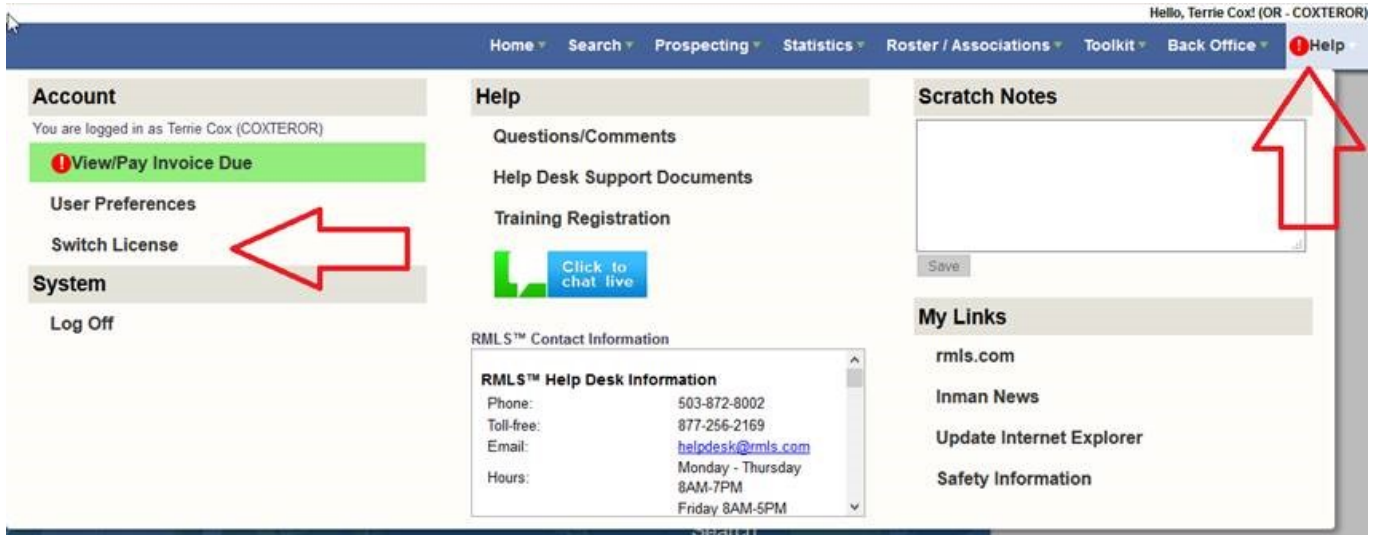 Hello, Terrie Cox! (OR - COXTEROR)
Home Search Prospecting Statistics Roster / Associations Toolkit Back Office !Help
Account
You are logged in as Terrie Cox (COXTEROR)
!View/Pay Invoice Due
User Preferences
Switch License
System
Log Off
Help
Questions/Comments
Help Desk Support Documents
Training Registration
Click to
chat live
RMLS™ Contact Information
RMLS™ Help Desk Information
Phone: 503-872-8002
Toll-free: 877-256-2169
Email: helpdesk@rmls.com
Hours: Monday - Thursday
8AM-7PM
Friday 8AM-5PM
Scratch Notes
Save
My Links
rmls.com
Inman News
Update Internet Explorer
Safety Information
Search